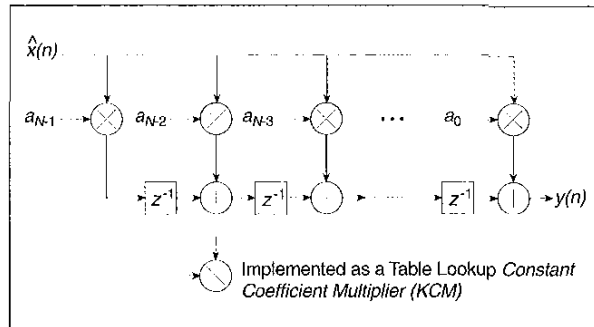 x̂(n)
a_{N-1} a_{N-2} a_{N-3} ... a_0
z^{-1} z^{-1} z^{-1} y(n)
Implemented as a Table Lookup Constant
Coefficient Multiplier (KCM)